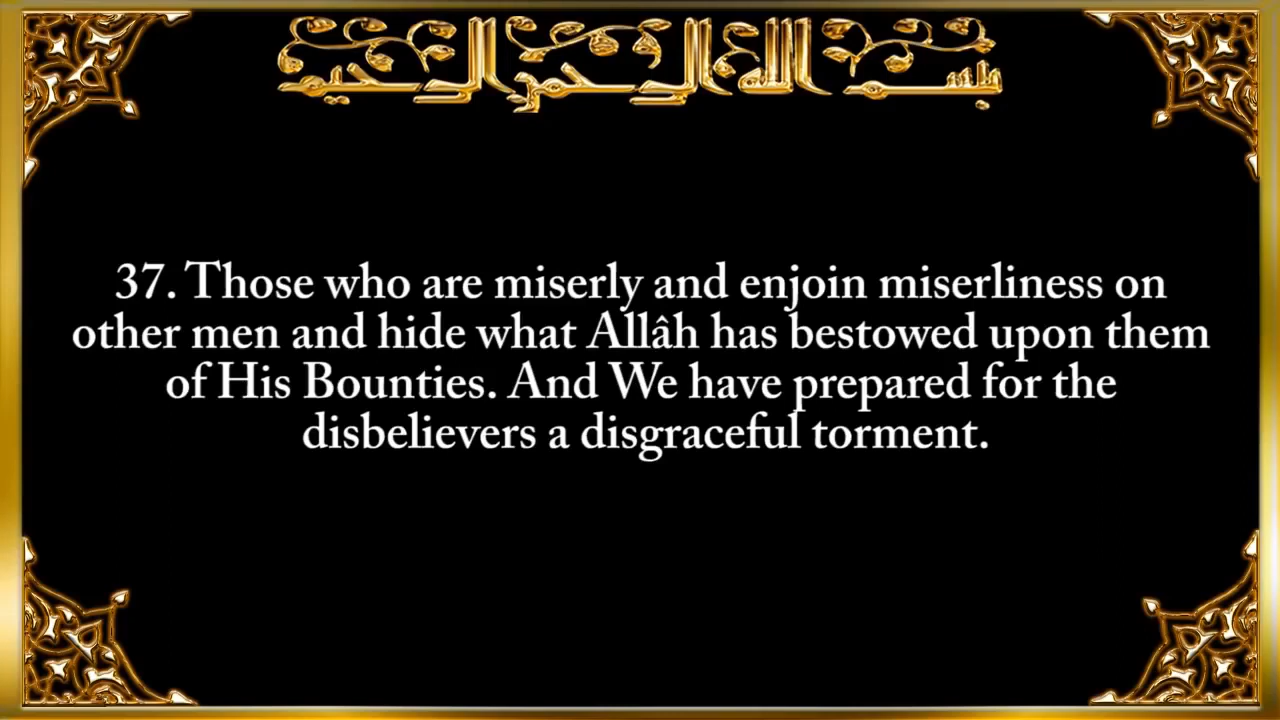 بسم الله الرحمن الرحيم
37. Those who are miserly and enjoin miserliness on
other men and hide what Allâh has bestowed upon them
of His Bounties. And We have prepared for the
disbelievers a disgraceful torment.